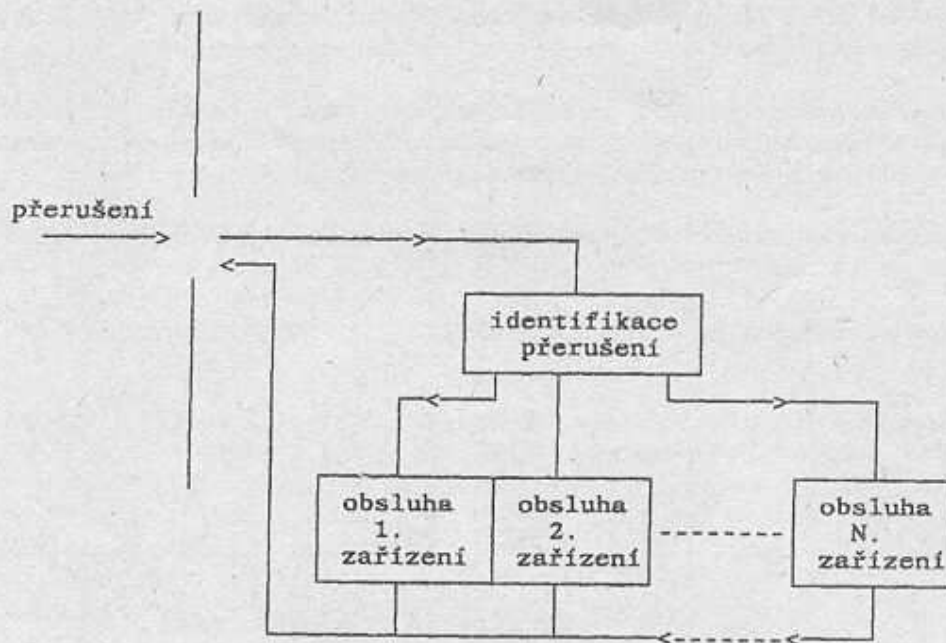 přerušení
identifikace
přerušení
obsluha
1.
zařízení
obsluha
2.
zařízení
obsluha
N.
zařízení